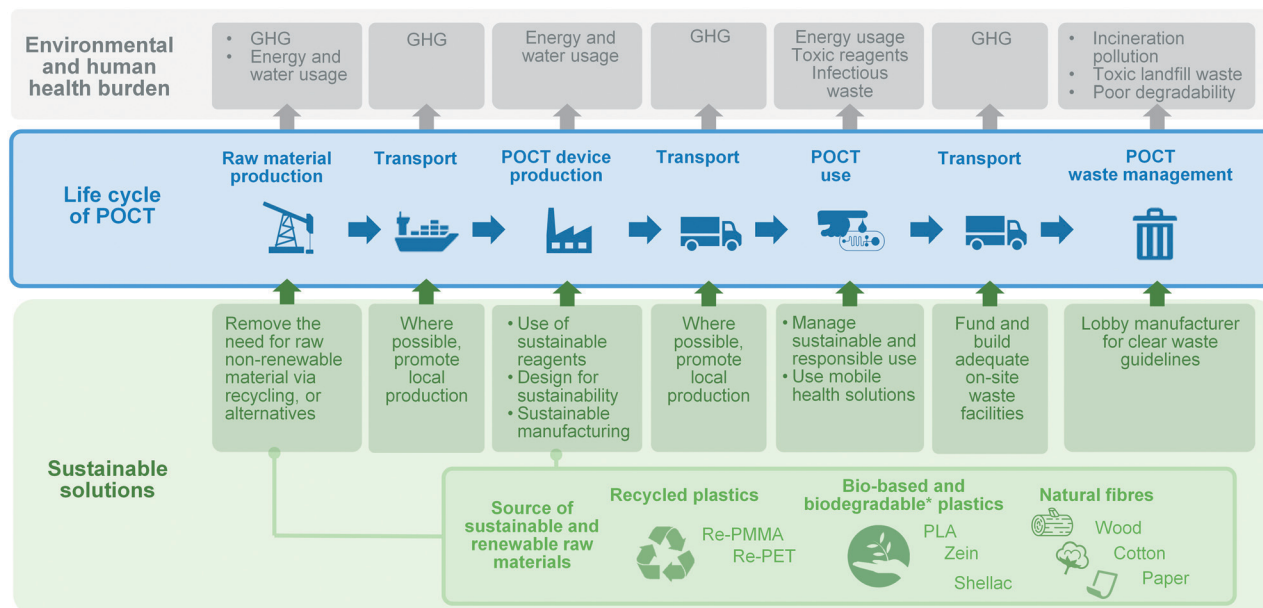 Environmental
and human
health burden
• GHG
• Energy and
water usage
GHG
Energy and
water usage
GHG
Energy usage
Toxic reagents
Infectious
waste
GHG
• Incineration
pollution
• Toxic landfill waste
• Poor degradability
Life cycle
of POCT
Raw material
production
Transport
POCT device
production
Transport
POCT
use
Transport
POCT
waste management
Sustainable
solutions
Remove the
need for raw
non-renewable
material via
recycling, or
alternatives
Where
possible,
promote
local
production
• Use of
sustainable
reagents
• Design for
sustainability
• Sustainable
manufacturing
Where
possible,
promote
local
production
• Manage
sustainable and
responsible use
• Use mobile
health solutions
Fund and
build
adequate
on-site
waste
facilities
Lobby manufacturer
for clear waste
guidelines
Source of
sustainable and
renewable raw
materials
Recycled plastics
Re-PMMA
Re-PET
Bio-based and
biodegradable* plastics
PLA
Zein
Shellac
Natural fibres
Wood
Cotton
Paper